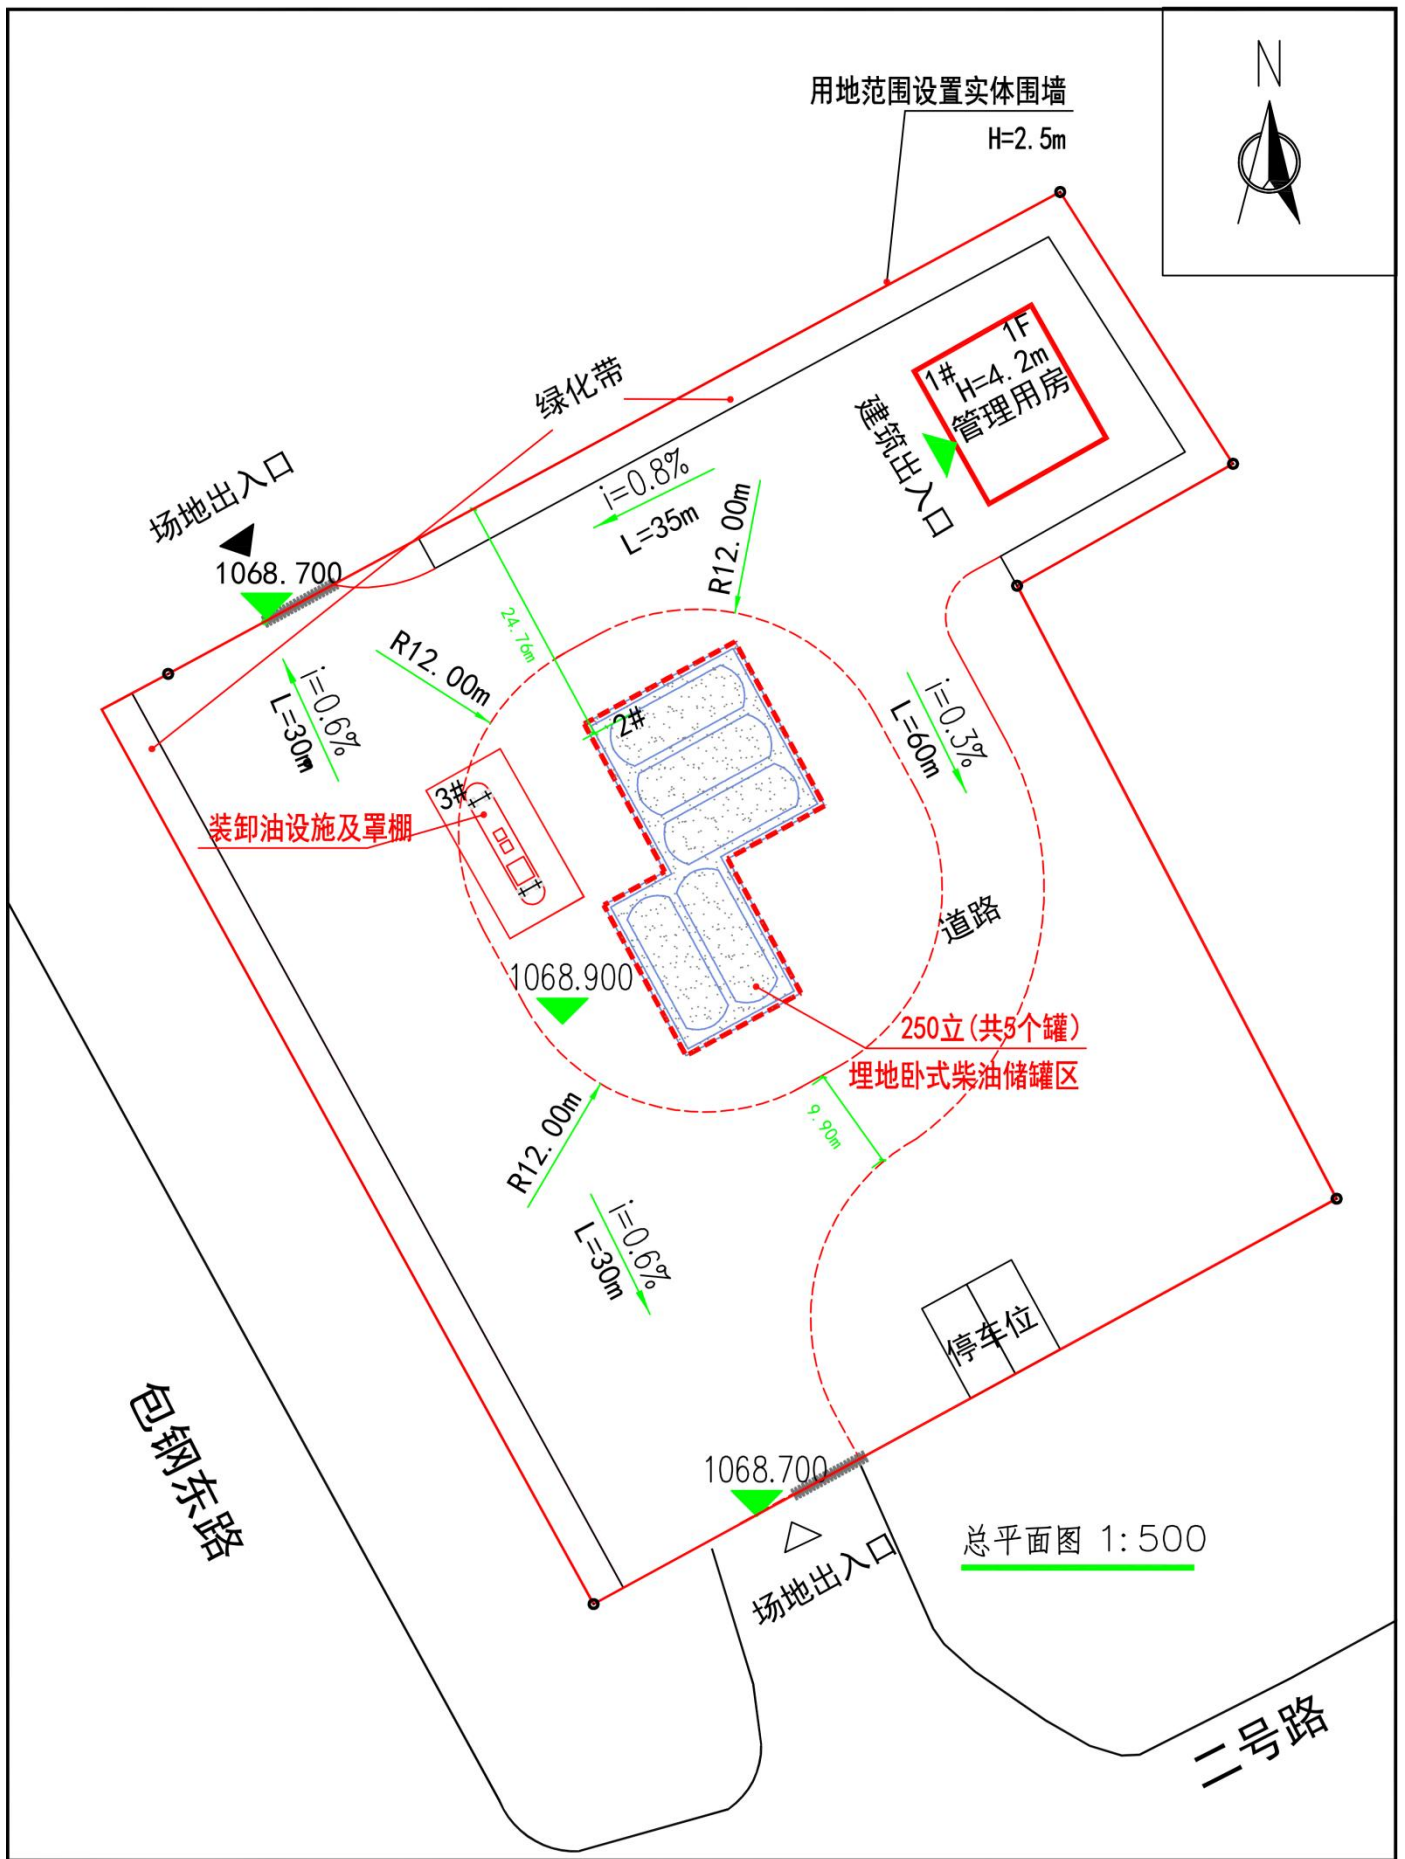 N
用地范围设置实体围墙
H=2.5m
1F
1#
H=4.2m
管理用房
建筑出入口
绿化带
场地出入口
1068.700
i=0.8%
L=35m
R12.00m
R12.00m
24.76m
i=0.6%
L=30m
2#
i=0.3%
L=60m
3#
装卸油设施及罩棚
道路
1068.900
250立(共5个罐)
埋地卧式柴油储罐区
9.90m
R12.00m
i=0.6%
L=30m
停车位
包钢东路
1068.700
场地出入口
总平面图 1:500
二号路